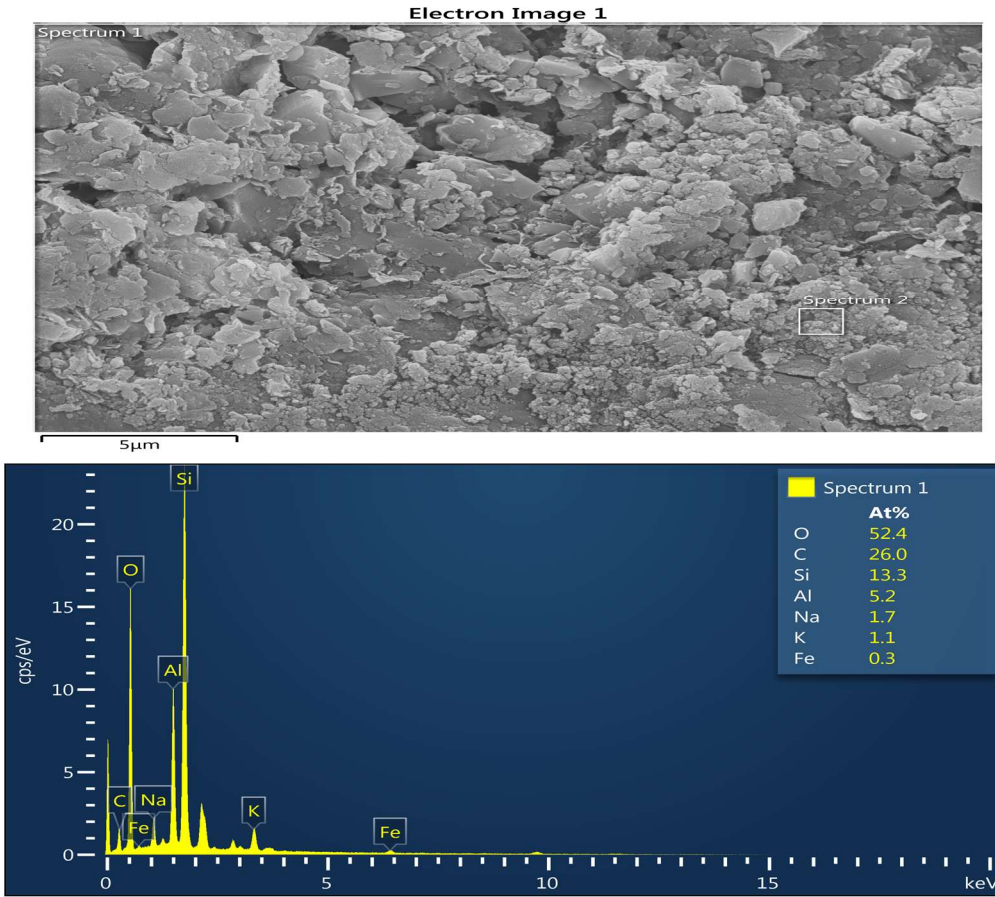 Electron Image 1
Spectrum 1
Spectrum 2
5µm
Si
20
O
15
cps/eV
Al
10
5
C
Na
Fe
K
Fe
0
0
5
10
15
keV
Spectrum 1
At%
O 52.4
C 26.0
Si 13.3
Al 5.2
Na 1.7
K 1.1
Fe 0.3